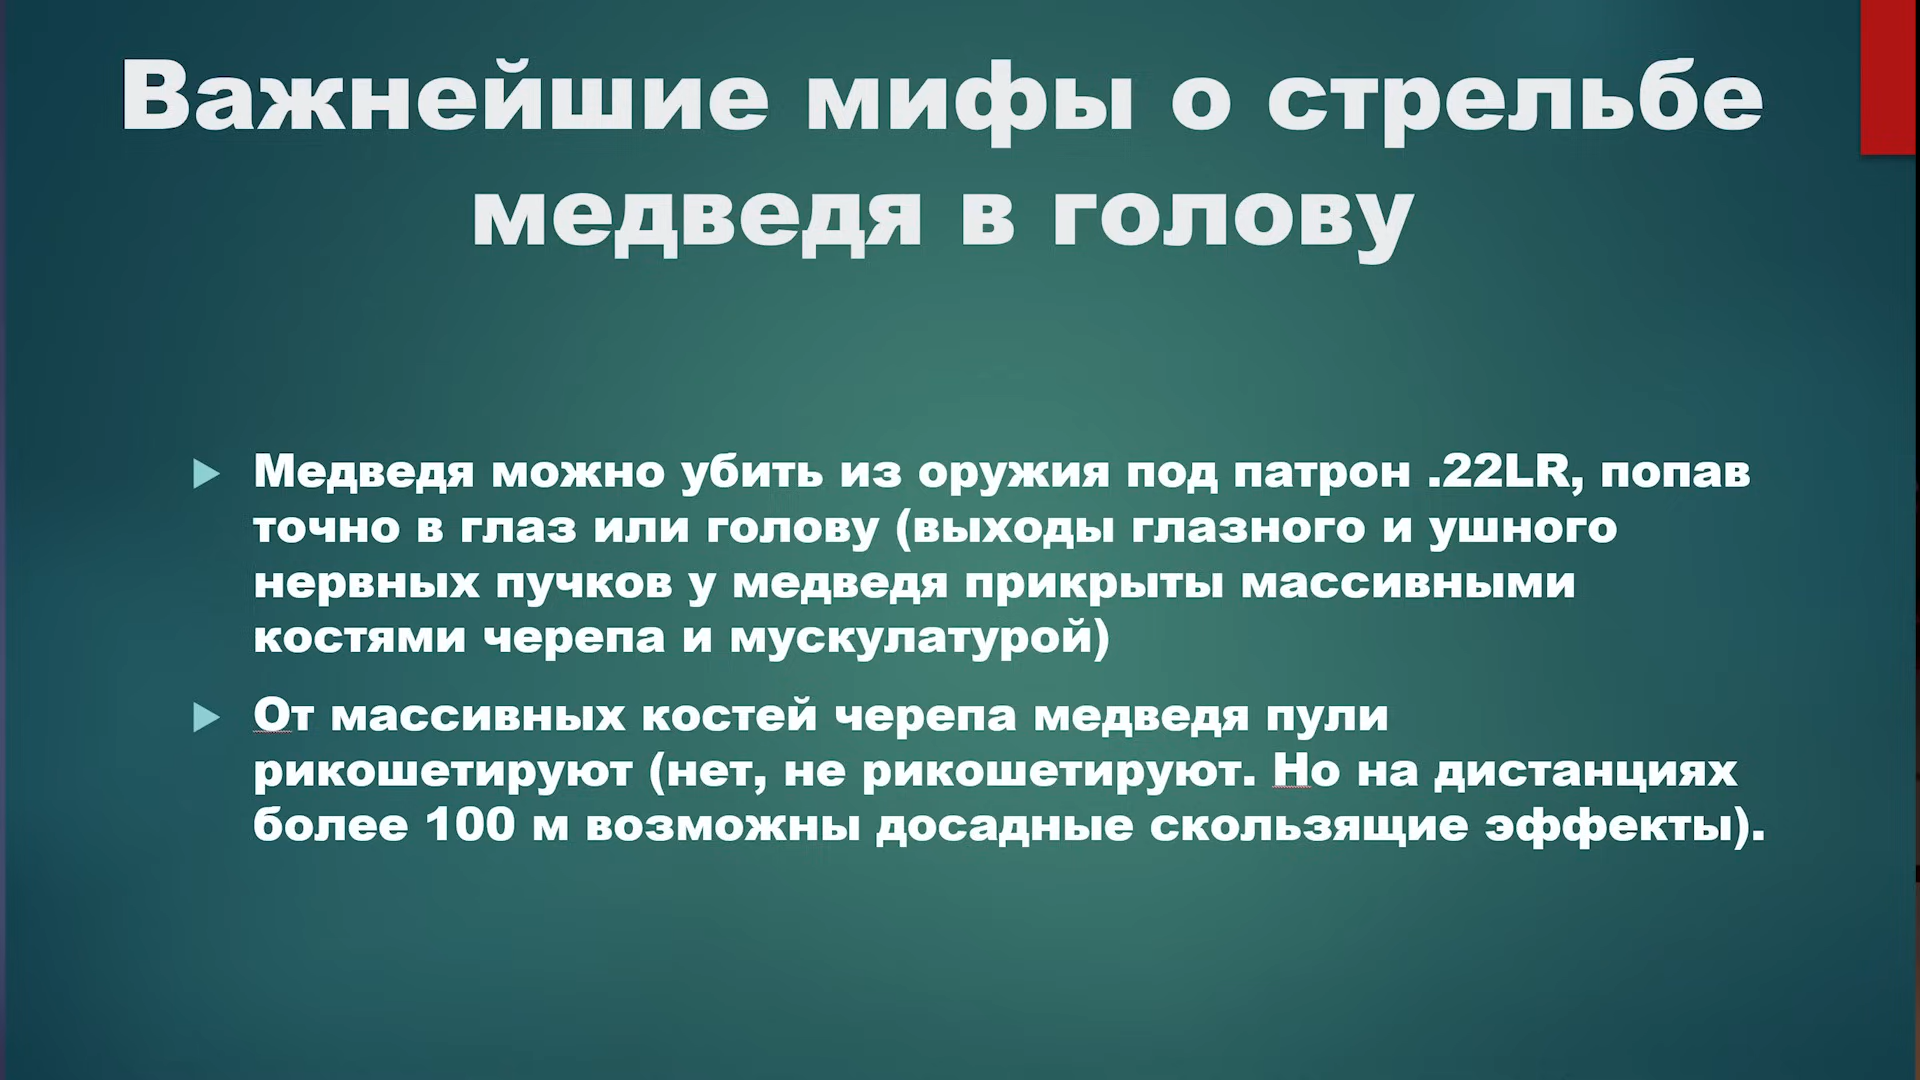 Важнейшие мифы о стрельбе
медведя в голову
Медведя можно убить из оружия под патрон .22LR, попав
точно в глаз или голову (выходы глазного и ушного
нервных пучков у медведя прикрыты массивными
костями черепа и мускулатурой)
От массивных костей черепа медведя пули
рикошетируют (нет, не рикошетируют. Но на дистанциях
более 100 м возможны досадные скользящие эффекты).